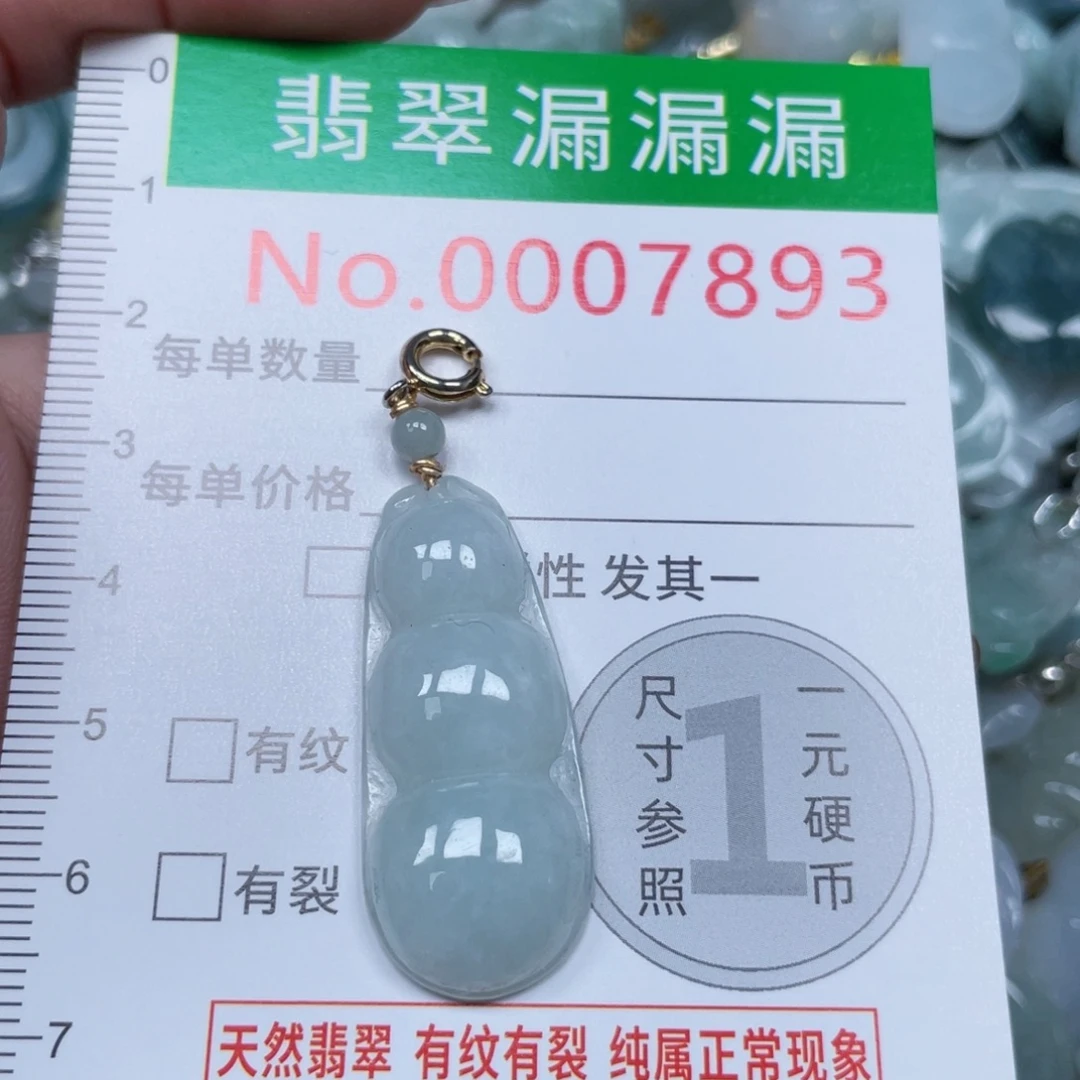 翡翠漏漏漏
No.0007893
每单数量
每单价格
性 发其一
有纹
有裂
尺寸参照
1
一元硬币
天然翡翠 有纹有裂 纯属正常现象
0
1
2
3
4
5
6
7